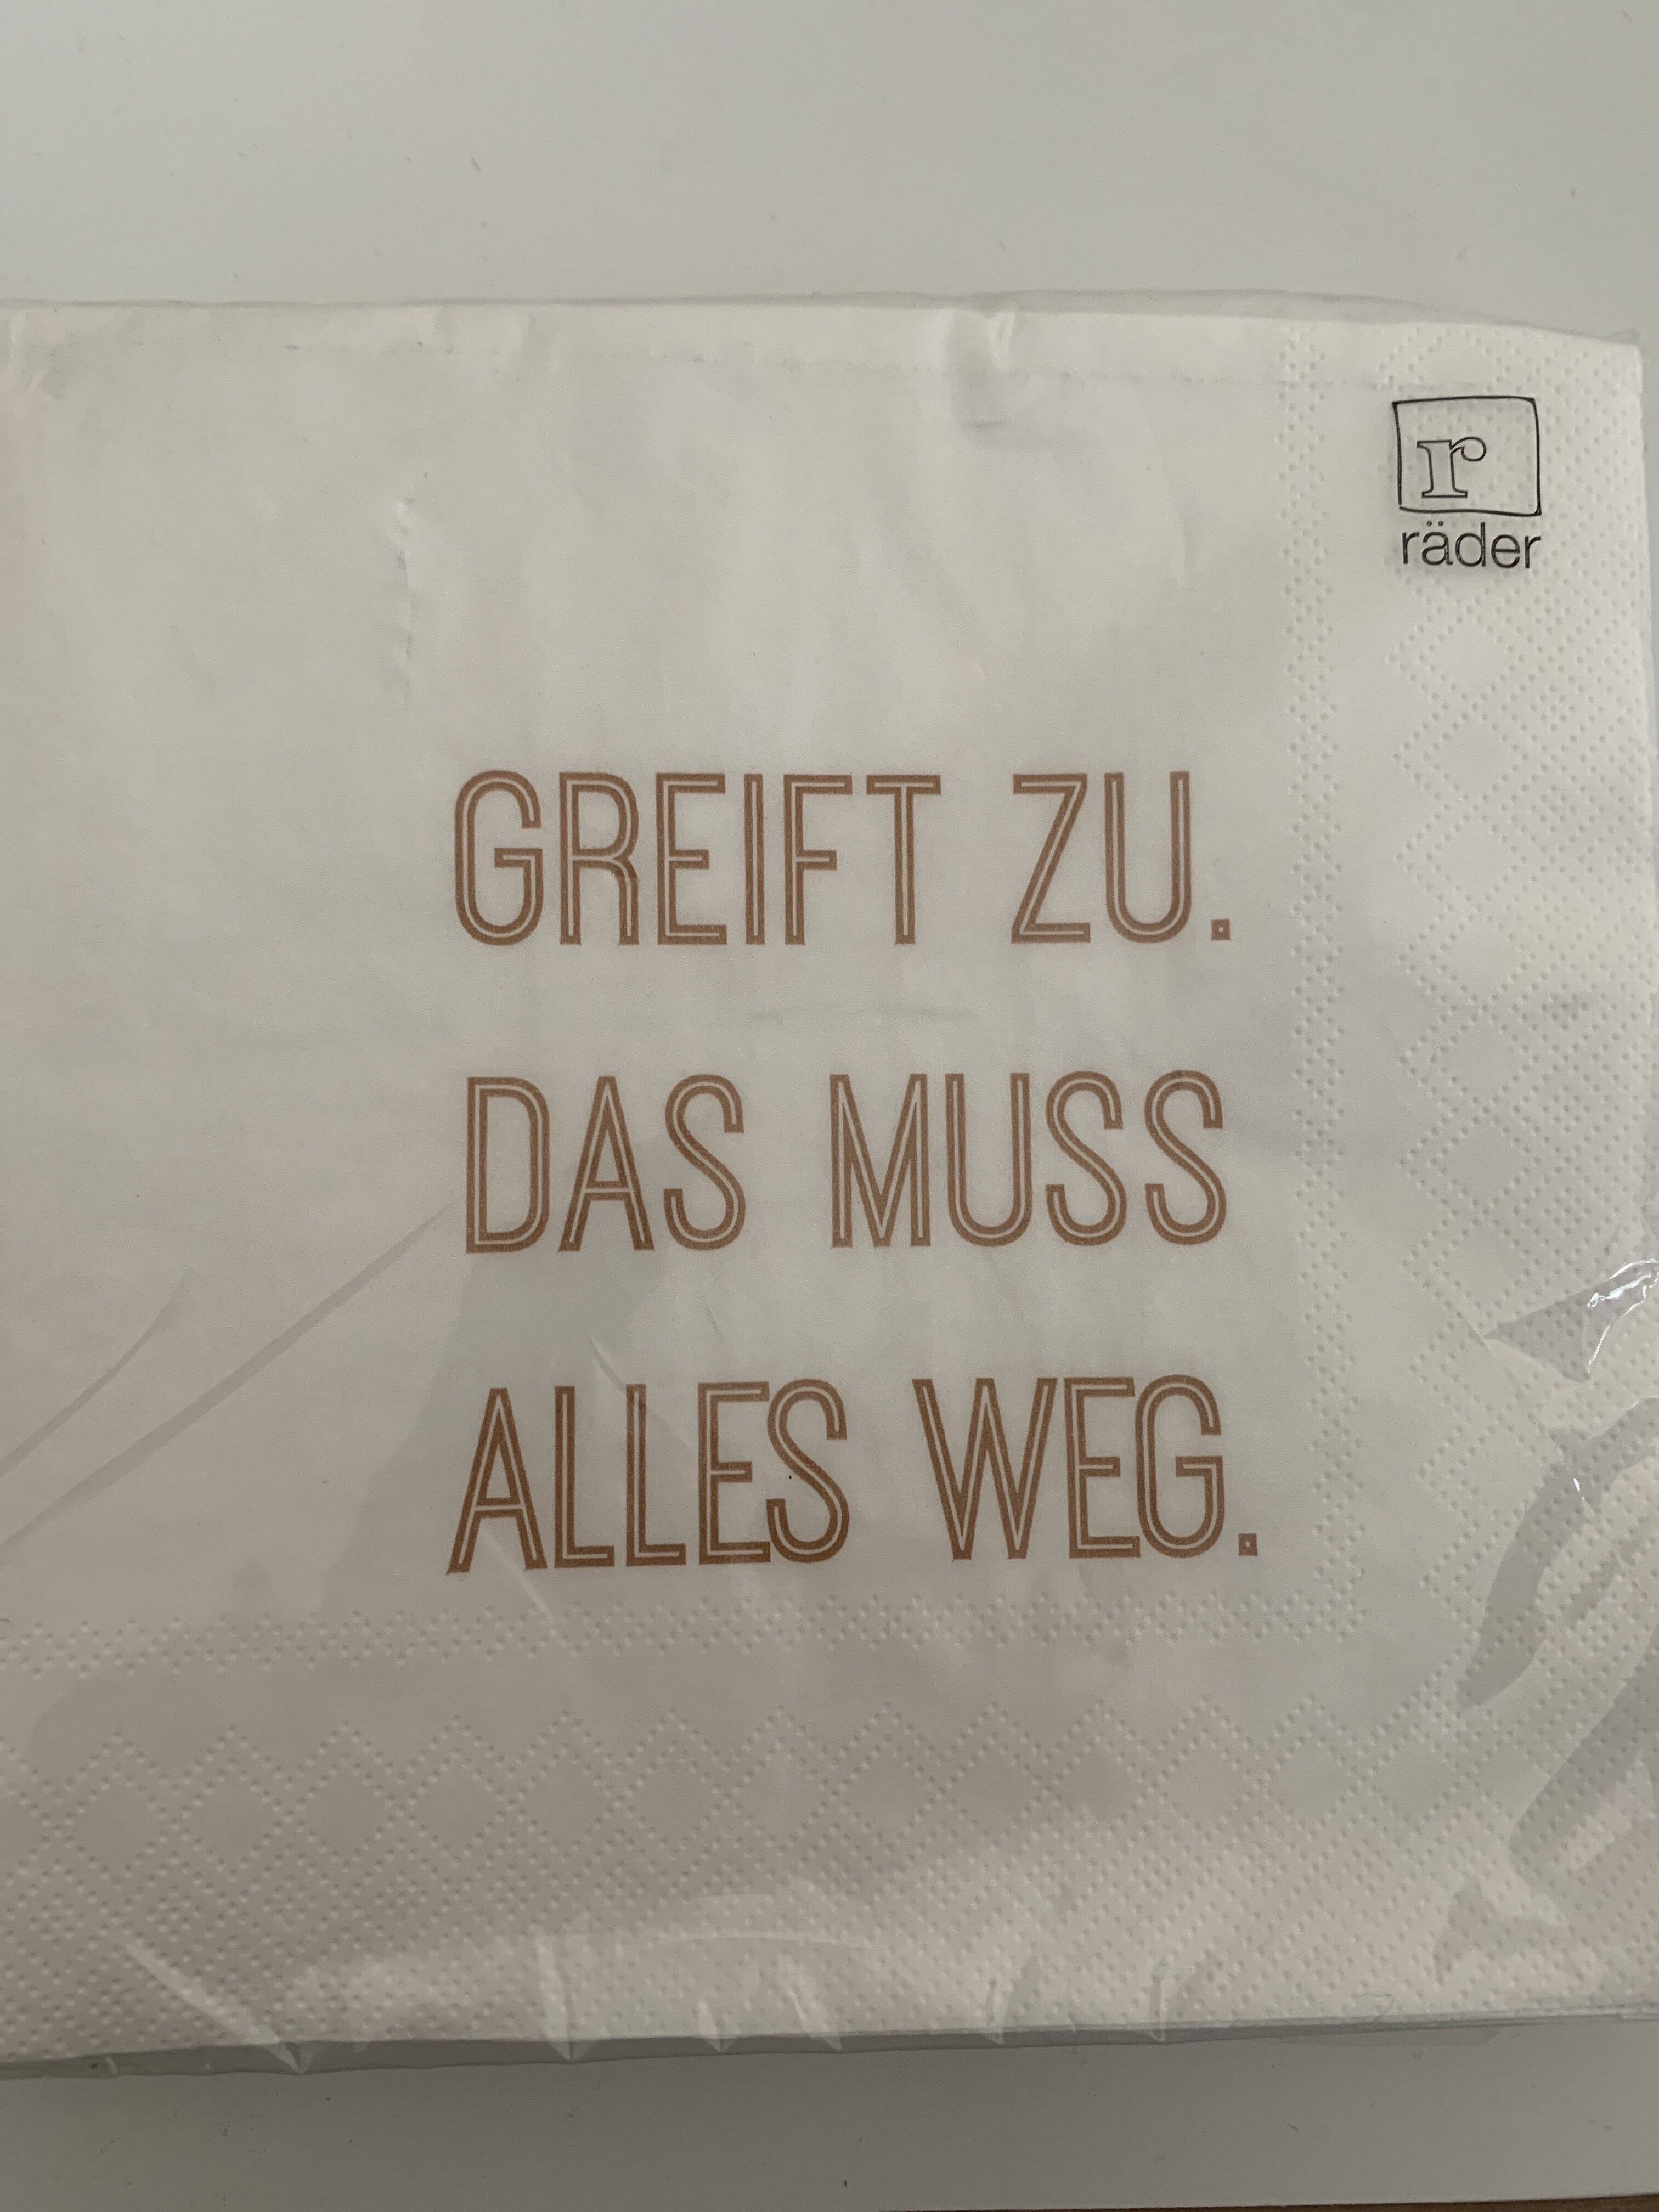 r
räder
GREIFT ZU.
DAS MUSS
ALLES WEG.